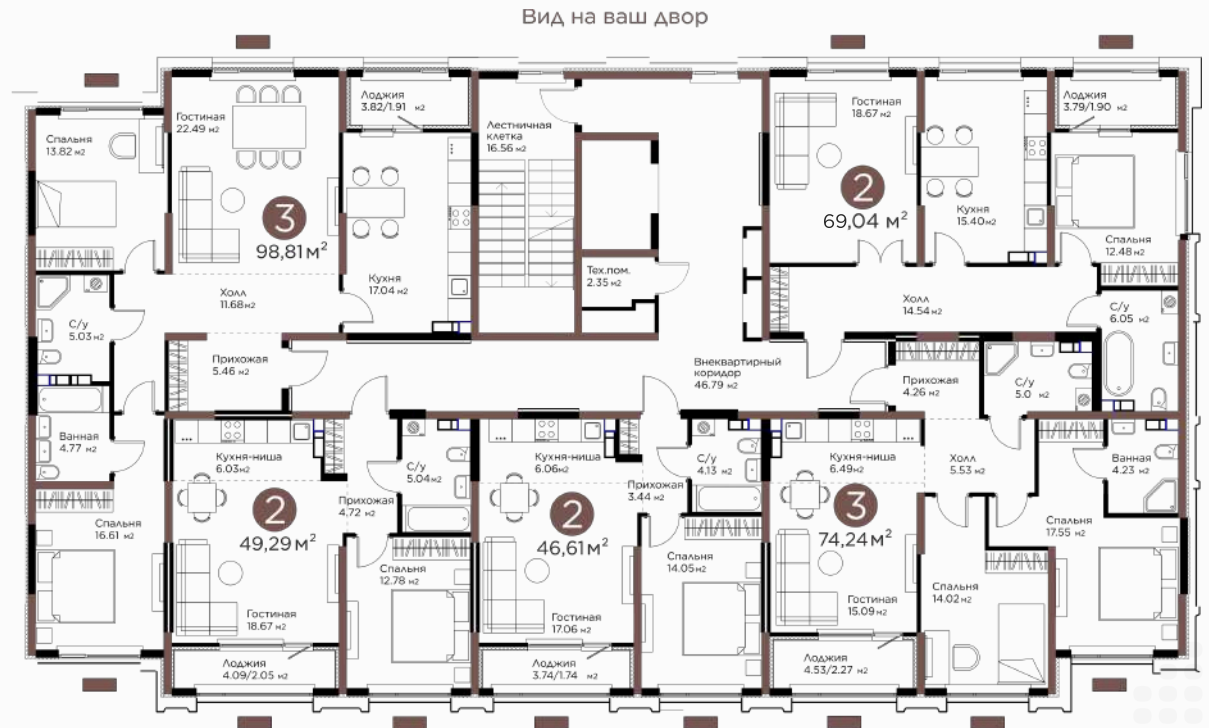 Вид на ваш двор
Спальня
13.82 м2
Гостиная
22.49 м2
3
98,81 м²
Лоджия
3.82/1.91 м2
Кухня
17.04 м2
Холл
11.68 м2
С/у
5.03 м2
Прихожая
5.46 м2
Ванная
4.77 м2
Спальня
16.61 м2
Лестничная
клетка
16.56 м2
Тех.пом.
2.35 м2
Внеквартирный
коридор
46.79 м2
Гостиная
18.67 м2
2
69,04 м²
Кухня
15.40 м2
Лоджия
3.79/1.90 м2
Спальня
12.48 м2
Холл
14.54 м2
С/у
6.05 м2
Кухня-ниша
6.03 м2
2
49,29 м²
Гостиная
18.67 м2
Лоджия
4.09/2.05 м2
Прихожая
4.72 м2
С/у
5.04 м2
Спальня
12.78 м2
Кухня-ниша
6.06 м2
2
46,61 м²
Гостиная
17.06 м2
Лоджия
3.74/1.74 м2
Прихожая
3.44 м2
С/у
4.13 м2
Спальня
14.05 м2
Кухня-ниша
6.49 м2
3
74,24 м²
Гостиная
15.09 м2
Лоджия
4.53/2.27 м2
Прихожая
4.26 м2
С/у
5.0 м2
Холл
5.53 м2
Ванная
4.23 м2
Спальня
17.55 м2
Спальня
14.02 м2